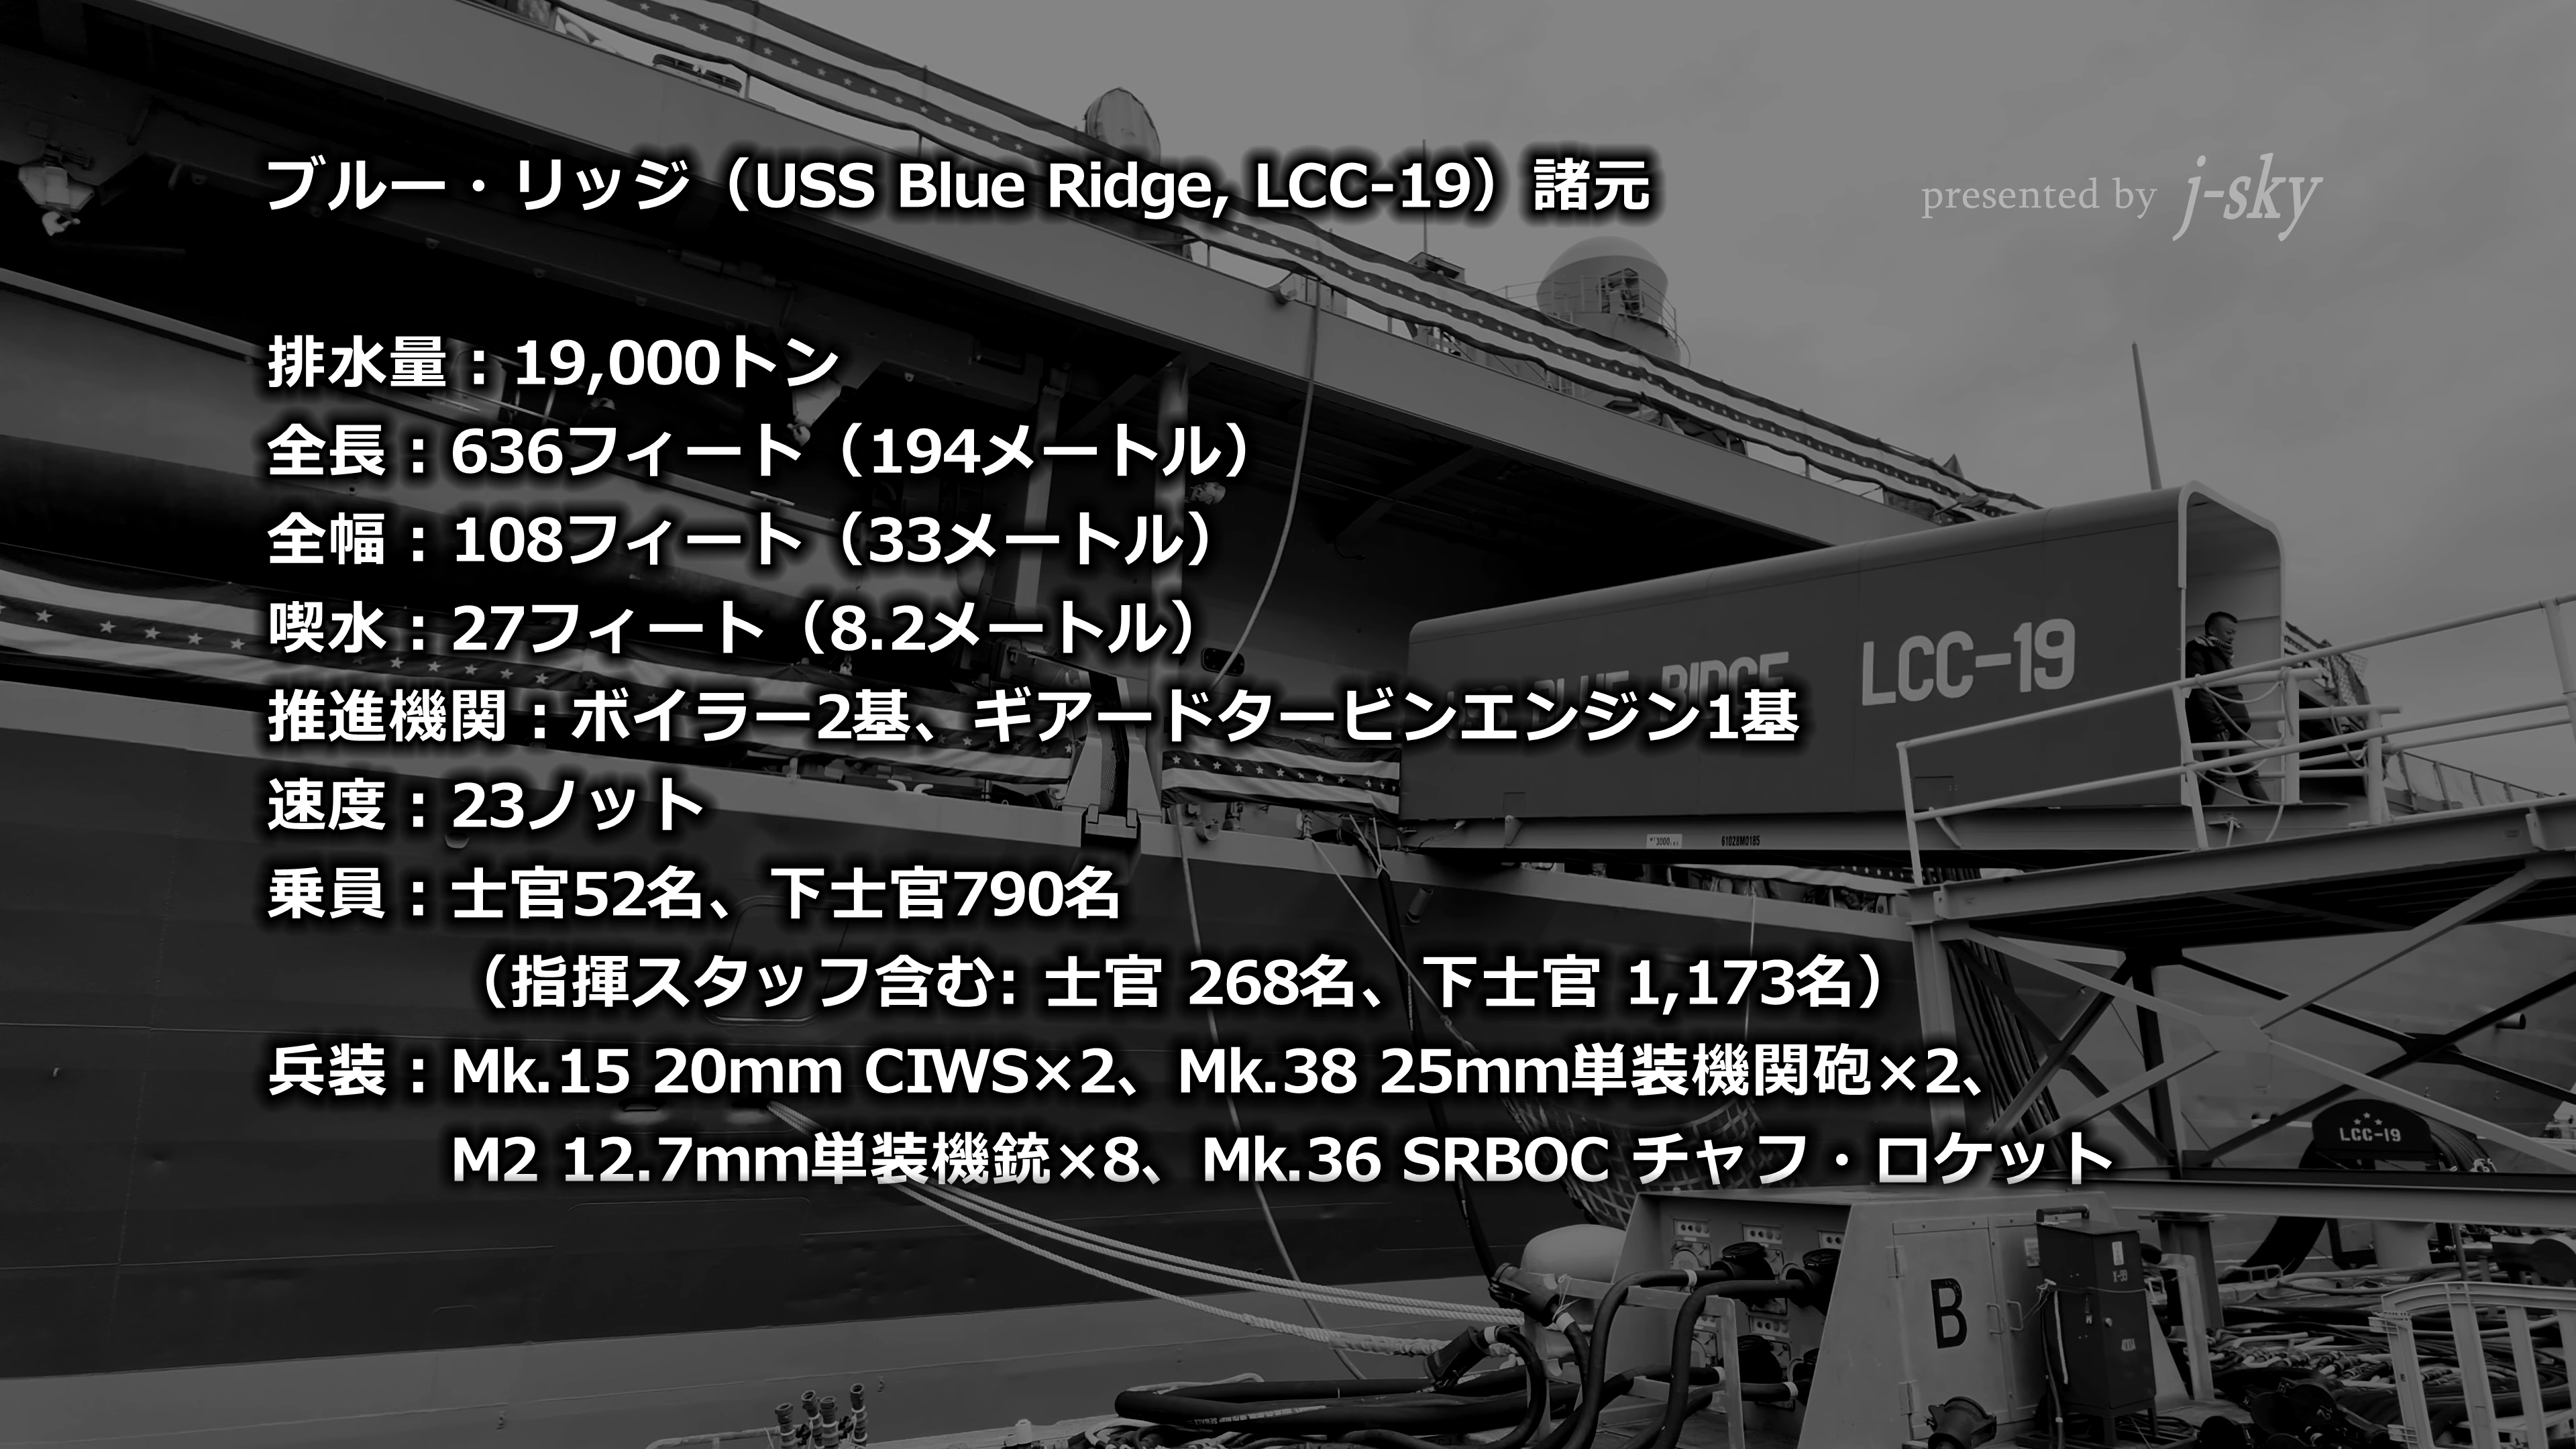 ブルー・リッジ（USS Blue Ridge, LCC-19）諸元
presented by j-sky
排水量：19,000トン
全長：636フィート（194メートル）
全幅：108フィート（33メートル）
喫水：27フィート（8.2メートル）
推進機関：ボイラー2基、ギアードタービンエンジン1基
速度：23ノット
乗員：士官52名、下士官790名
（指揮スタッフ含む: 士官 268名、下士官 1,173名）
兵装：Mk.15 20mm CIWS×2、Mk.38 25mm単装機関砲×2、
M2 12.7mm単装機銃×8、Mk.36 SRBOC チャフ・ロケット
BLUE RIDGE LCC-19
61028M0185
LCC-19
B